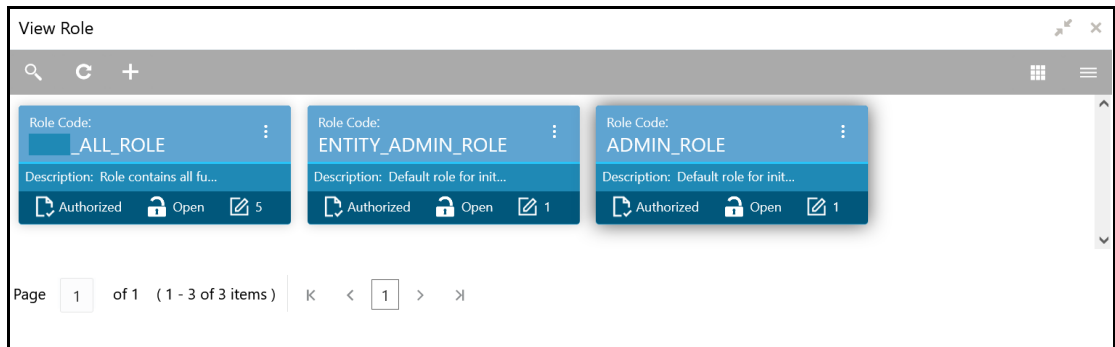 View Role
Role Code:
_ALL_ROLE
Description: Role contains all fu...
Authorized Open 5
Role Code:
ENTITY_ADMIN_ROLE
Description: Default role for init...
Authorized Open 1
Role Code:
ADMIN_ROLE
Description: Default role for init...
Authorized Open 1
Page 1 of 1 ( 1 - 3 of 3 items ) 1